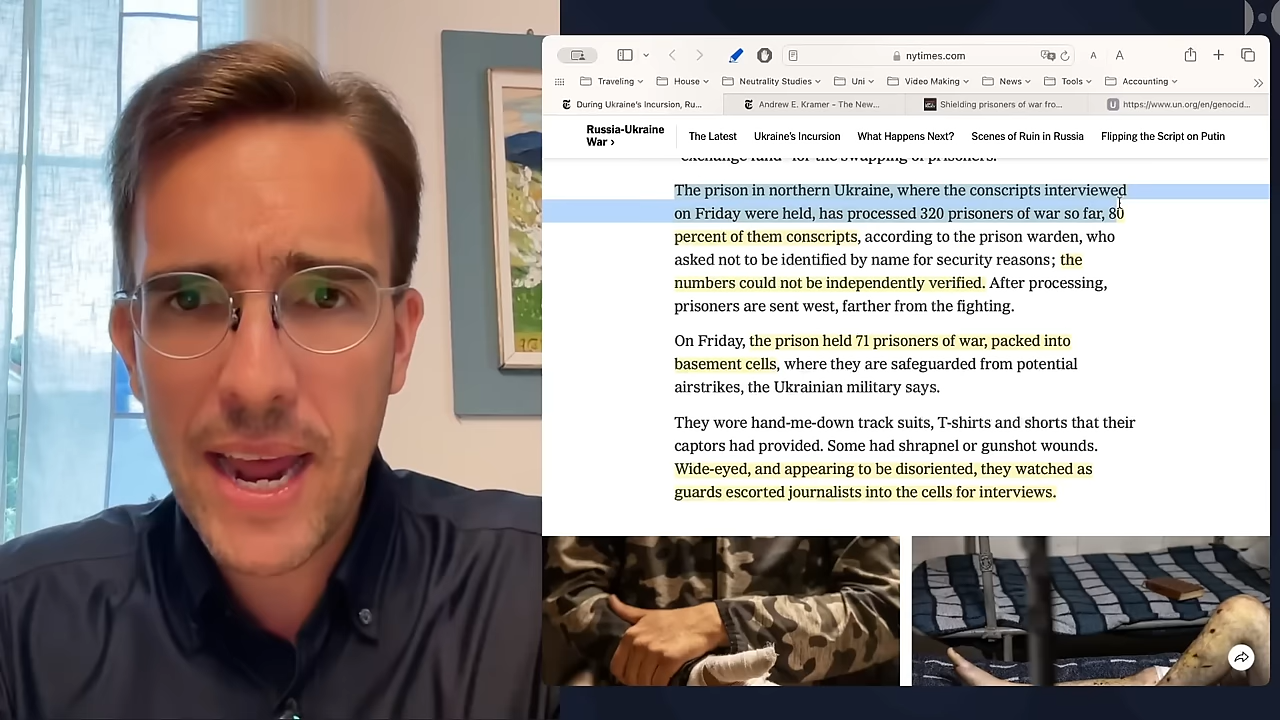 nytimes.com
A
A
Traveling
House
Neutrality Studies
Uni
Video Making
News
Tools
Accounting
During Ukraine's Incursion, Ru...
Andrew E. Kramer - The New...
Shielding prisoners of war fro...
https://www.un.org/en/genocid...
Russia-Ukraine
War ›
The Latest
Ukraine's Incursion
What Happens Next?
Scenes of Ruin in Russia
Flipping the Script on Putin
"exchange fund" for the swapping of prisoners.
The prison in northern Ukraine, where the conscripts interviewed
on Friday were held, has processed 320 prisoners of war so far, 80
percent of them conscripts, according to the prison warden, who
asked not to be identified by name for security reasons; the
numbers could not be independently verified. After processing,
prisoners are sent west, farther from the fighting.
On Friday, the prison held 71 prisoners of war, packed into
basement cells, where they are safeguarded from potential
airstrikes, the Ukrainian military says.
They wore hand-me-down track suits, T-shirts and shorts that their
captors had provided. Some had shrapnel or gunshot wounds.
Wide-eyed, and appearing to be disoriented, they watched as
guards escorted journalists into the cells for interviews.